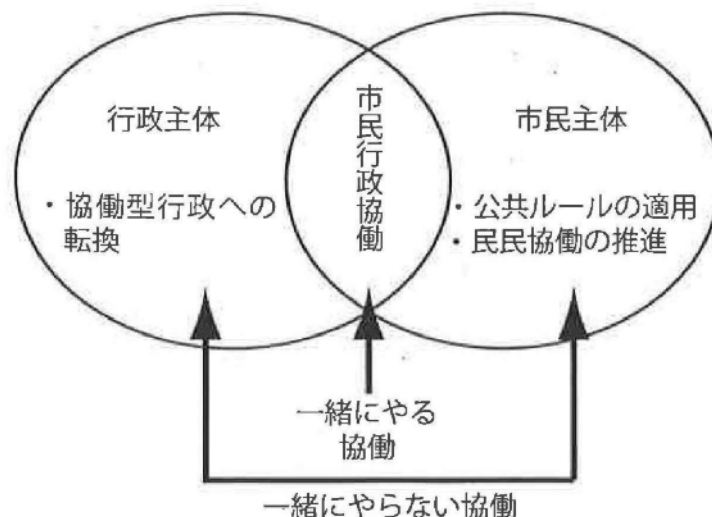 行政主体
・協働型行政への
転換
市民行政協働
市民主体
・公共ルールの適用
・民民協働の推進
一緒にやる
協働
一緒にやらない協働